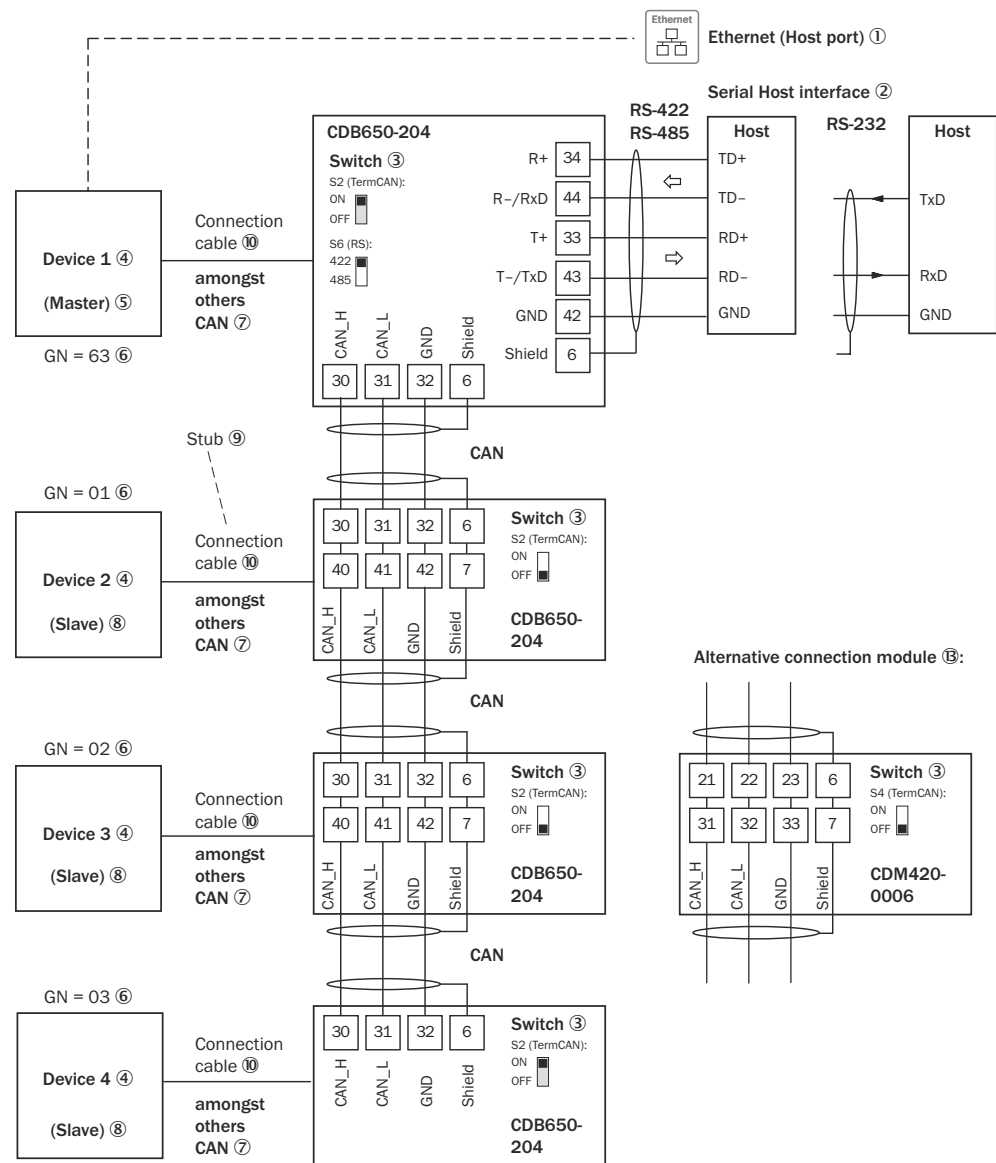 Ethernet
Ethernet (Host port) ①
Serial Host interface ②
RS-422
RS-485
RS-232
CDB650-204
Switch ③
S2 (TermCAN):
ON
OFF
S6 (RS):
422
485
R+
34
R−/RxD
44
T+
33
T−/TxD
43
GND
42
Shield
6
Host
TD+
TD−
RD+
RD−
GND
Host
TxD
RxD
GND
Device 1 ④
(Master) ⑤
GN = 63 ⑥
Connection
cable ⑩
amongst
others
CAN ⑦
CAN_H
CAN_L
GND
Shield
30
31
32
6
CAN
Stub ⑨
GN = 01 ⑥
Device 2 ④
(Slave) ⑧
Connection
cable ⑩
amongst
others
CAN ⑦
30
31
32
6
40
41
42
7
CAN_H
CAN_L
GND
Shield
Switch ③
S2 (TermCAN):
ON
OFF
CDB650-
204
CAN
GN = 02 ⑥
Device 3 ④
(Slave) ⑧
Connection
cable ⑩
amongst
others
CAN ⑦
30
31
32
6
40
41
42
7
CAN_H
CAN_L
GND
Shield
Switch ③
S2 (TermCAN):
ON
OFF
CDB650-
204
CAN
Alternative connection module ⑬:
21
22
23
6
31
32
33
7
CAN_H
CAN_L
GND
Shield
Switch ③
S4 (TermCAN):
ON
OFF
CDM420-
0006
GN = 03 ⑥
Device 4 ④
(Slave) ⑧
Connection
cable ⑩
amongst
others
CAN ⑦
30
31
32
6
CAN_H
CAN_L
GND
Shield
Switch ③
S2 (TermCAN):
ON
OFF
CDB650-
204